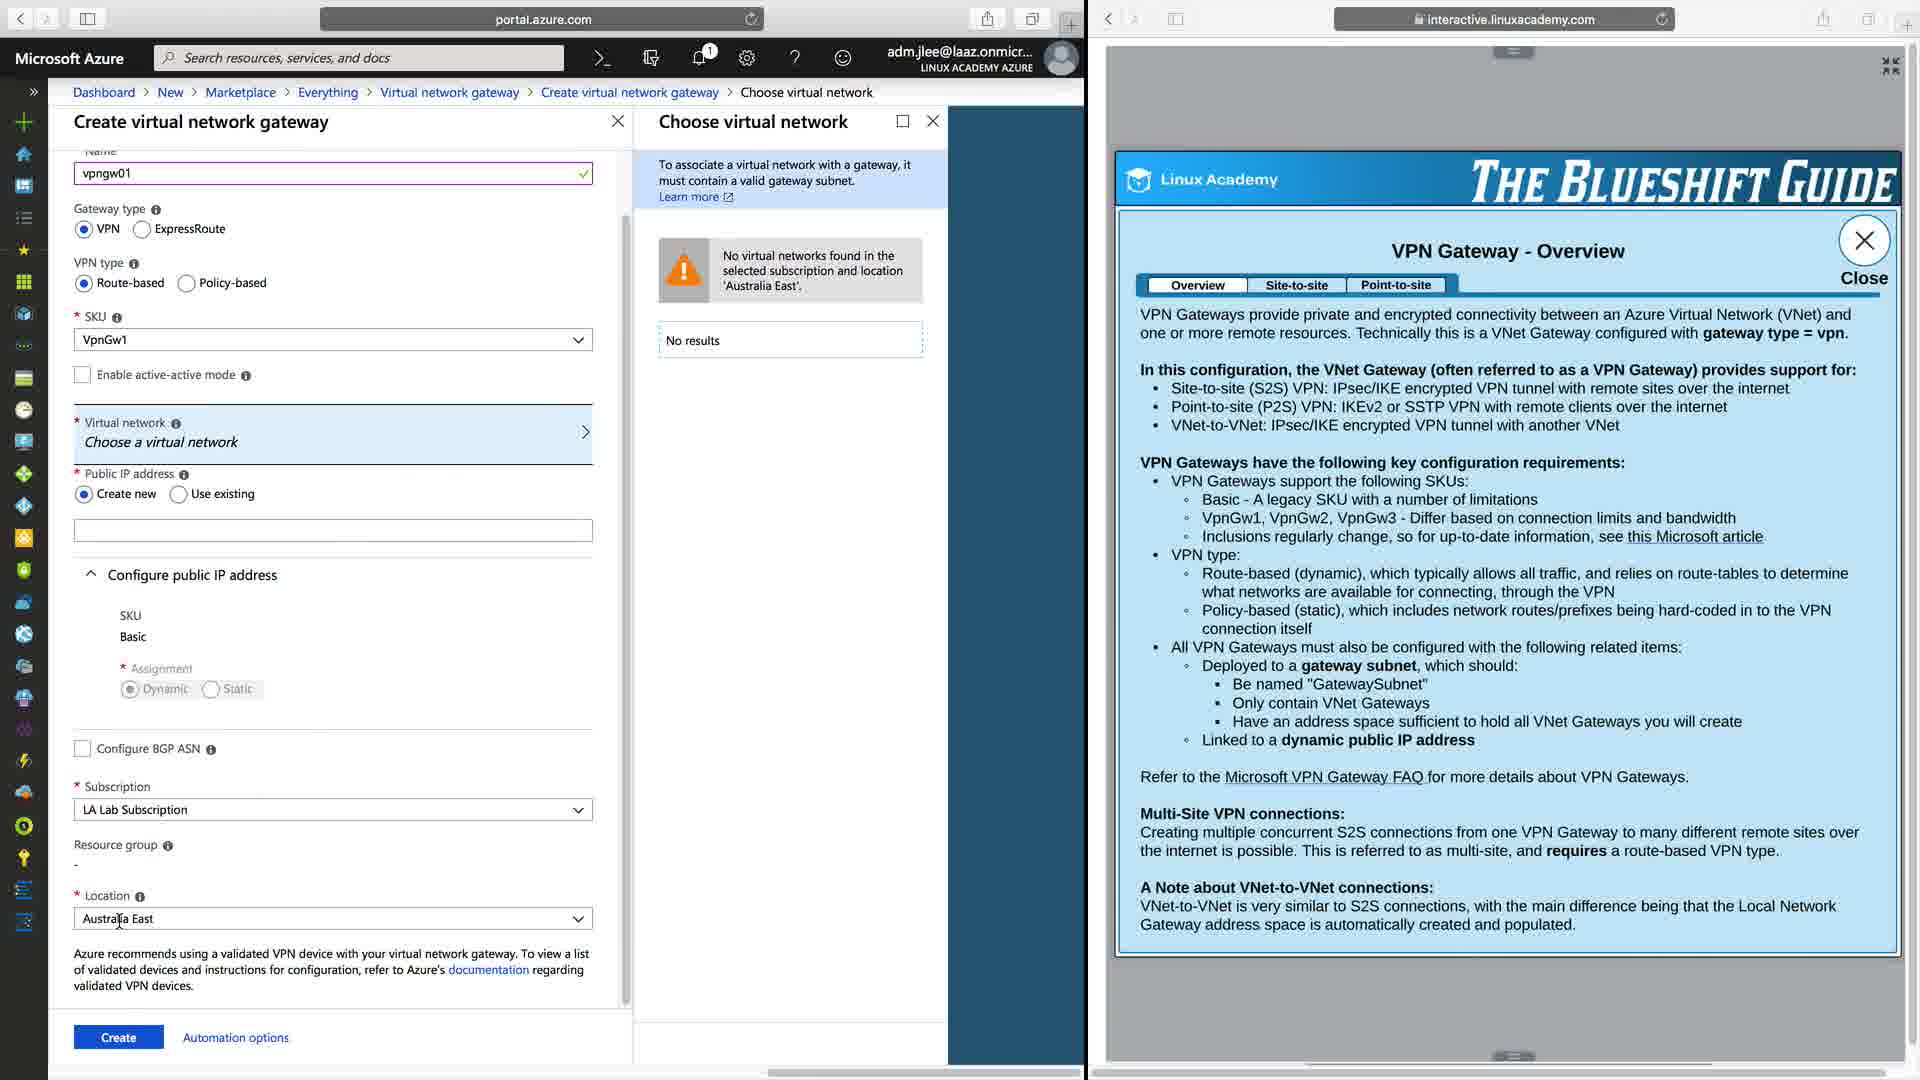 portal.azure.com
Microsoft Azure
Search resources, services, and docs
1
adm.jlee@laaz.onmicr...
LINUX ACADEMY AZURE
Dashboard > New > Marketplace > Everything > Virtual network gateway > Create virtual network gateway > Choose virtual network
Create virtual network gateway
Name
vpngw01
Gateway type
VPN
ExpressRoute
VPN type
Route-based
Policy-based
* SKU
VpnGw1
Enable active-active mode
* Virtual network
Choose a virtual network
* Public IP address
Create new
Use existing
Configure public IP address
SKU
Basic
* Assignment
Dynamic
Static
Configure BGP ASN
* Subscription
LA Lab Subscription
Resource group
-
* Location
Australia East
Azure recommends using a validated VPN device with your virtual network gateway. To view a list
of validated devices and instructions for configuration, refer to Azure's documentation regarding
validated VPN devices.
Create
Automation options
Choose virtual network
To associate a virtual network with a gateway, it
must contain a valid gateway subnet.
Learn more
No virtual networks found in the
selected subscription and location
'Australia East'.
No results
interactive.linuxacademy.com
Linux Academy
THE BLUESHIFT GUIDE
VPN Gateway - Overview
Close
Overview
Site-to-site
Point-to-site
VPN Gateways provide private and encrypted connectivity between an Azure Virtual Network (VNet) and
one or more remote resources. Technically this is a VNet Gateway configured with gateway type = vpn.
In this configuration, the VNet Gateway (often referred to as a VPN Gateway) provides support for:
• Site-to-site (S2S) VPN: IPsec/IKE encrypted VPN tunnel with remote sites over the internet
• Point-to-site (P2S) VPN: IKEv2 or SSTP VPN with remote clients over the internet
• VNet-to-VNet: IPsec/IKE encrypted VPN tunnel with another VNet
VPN Gateways have the following key configuration requirements:
• VPN Gateways support the following SKUs:
◦ Basic - A legacy SKU with a number of limitations
◦ VpnGw1, VpnGw2, VpnGw3 - Differ based on connection limits and bandwidth
◦ Inclusions regularly change, so for up-to-date information, see this Microsoft article
• VPN type:
◦ Route-based (dynamic), which typically allows all traffic, and relies on route-tables to determine
what networks are available for connecting, through the VPN
◦ Policy-based (static), which includes network routes/prefixes being hard-coded in to the VPN
connection itself
• All VPN Gateways must also be configured with the following related items:
◦ Deployed to a gateway subnet, which should:
▪ Be named "GatewaySubnet"
▪ Only contain VNet Gateways
▪ Have an address space sufficient to hold all VNet Gateways you will create
◦ Linked to a dynamic public IP address
Refer to the Microsoft VPN Gateway FAQ for more details about VPN Gateways.
Multi-Site VPN connections:
Creating multiple concurrent S2S connections from one VPN Gateway to many different remote sites over
the internet is possible. This is referred to as multi-site, and requires a route-based VPN type.
A Note about VNet-to-VNet connections:
VNet-to-VNet is very similar to S2S connections, with the main difference being that the Local Network
Gateway address space is automatically created and populated.